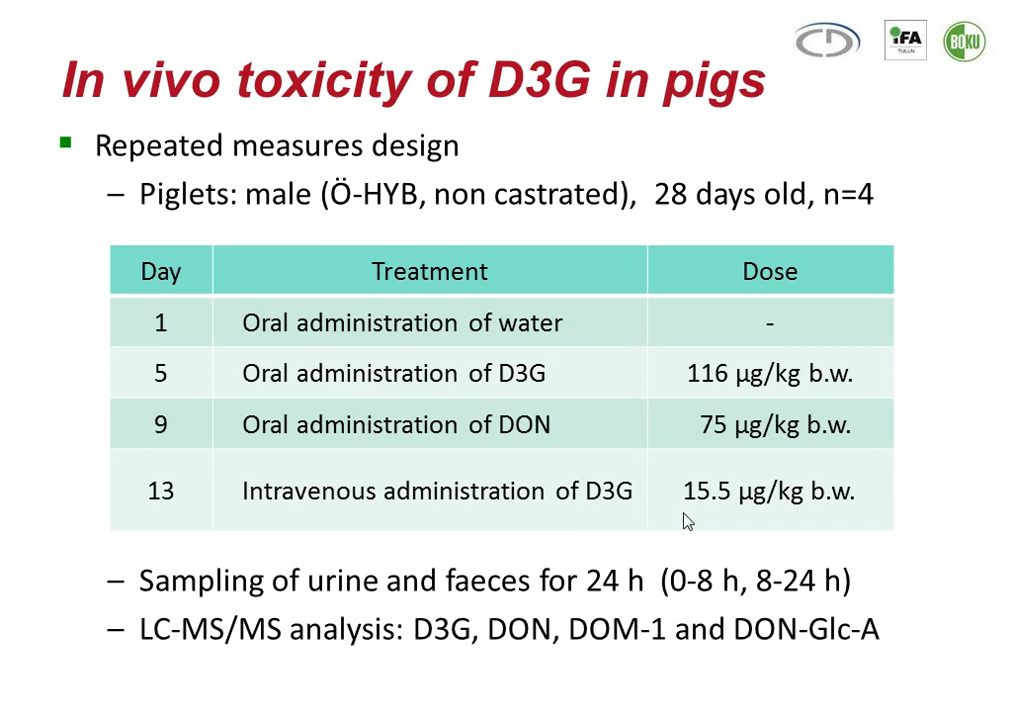 iFA
TULLN
BOKU
In vivo toxicity of D3G in pigs
Repeated measures design
– Piglets: male (Ö-HYB, non castrated), 28 days old, n=4
Day Treatment Dose
1 Oral administration of water -
5 Oral administration of D3G 116 µg/kg b.w.
9 Oral administration of DON 75 µg/kg b.w.
13 Intravenous administration of D3G 15.5 µg/kg b.w.
– Sampling of urine and faeces for 24 h (0-8 h, 8-24 h)
– LC-MS/MS analysis: D3G, DON, DOM-1 and DON-Glc-A